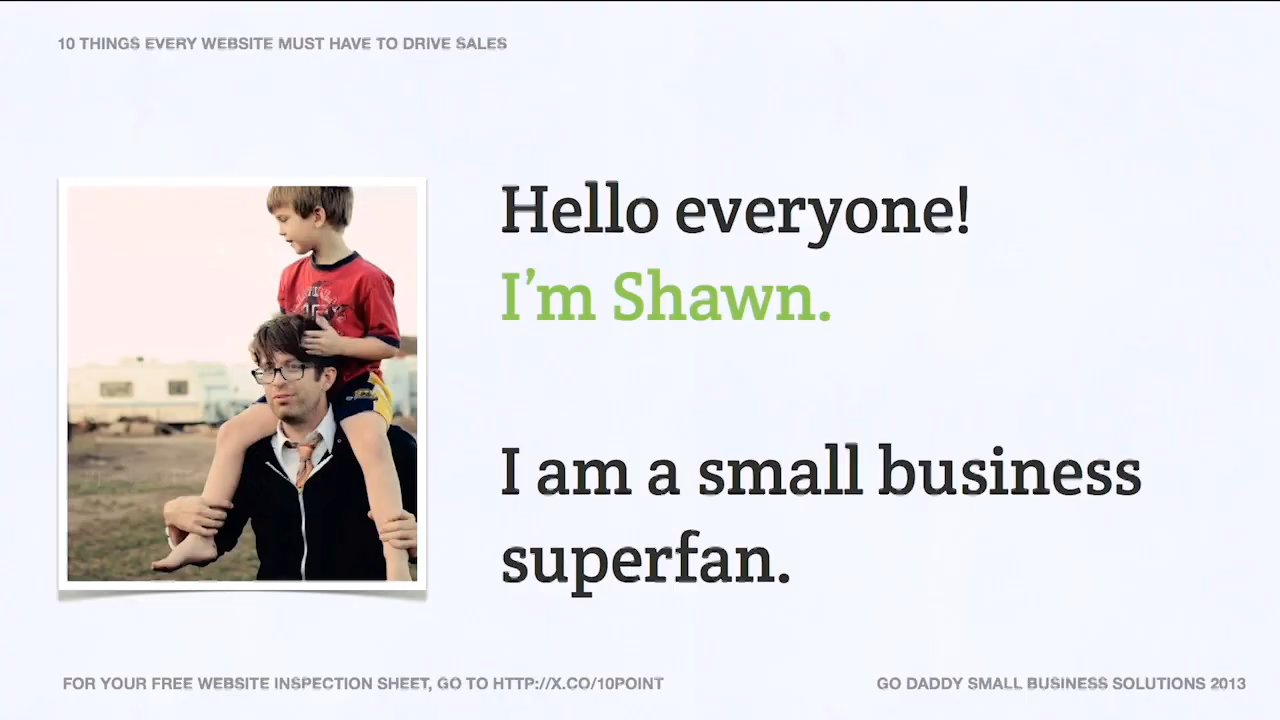 10 THINGS EVERY WEBSITE MUST HAVE TO DRIVE SALES
Hello everyone!
I'm Shawn.
I am a small business
superfan.
FOR YOUR FREE WEBSITE INSPECTION SHEET, GO TO HTTP://X.CO/10POINT
GO DADDY SMALL BUSINESS SOLUTIONS 2013